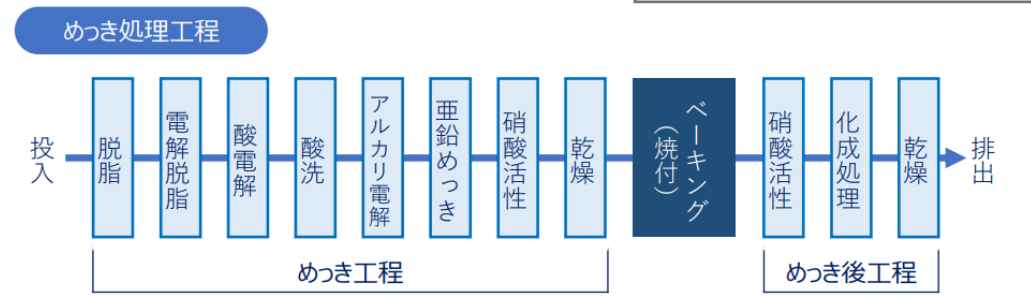 めっき処理工程
投入
脱脂
電解脱脂
酸電解
酸洗
アルカリ電解
亜鉛めっき
硝酸活性
乾燥
ベーキング
（焼付）
硝酸活性
化成処理
乾燥
排出
めっき工程
めっき後工程